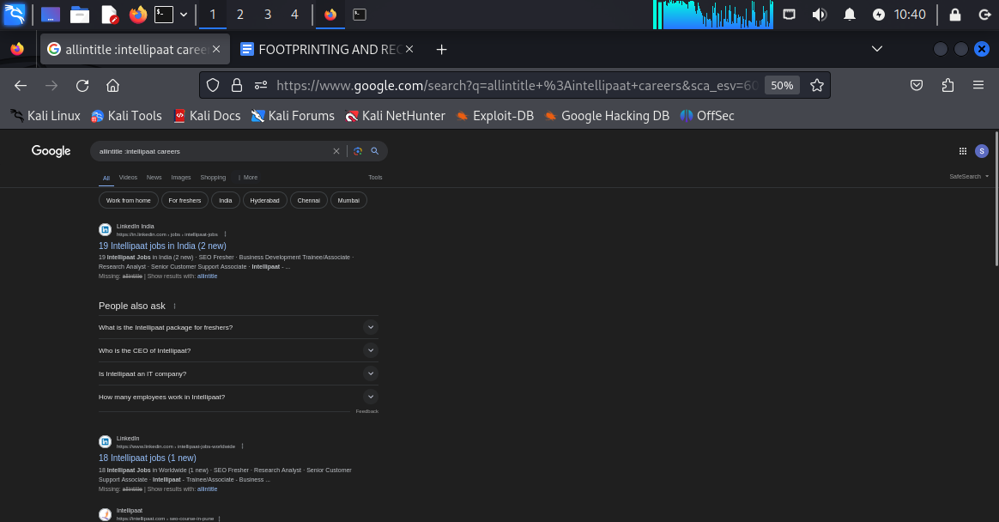 1 2 3 4
10:40
allintitle :intellipaat caree
FOOTPRINTING AND REC
https://www.google.com/search?q=allintitle+%3Aintellipaat+careers&sca_esv=60
50%
Kali Linux Kali Tools Kali Docs Kali Forums Kali NetHunter Exploit-DB Google Hacking DB OffSec
Google
allintitle :intellipaat careers
S
All Videos News Images Shopping More Tools
SafeSearch
Work from home For freshers India Hyderabad Chennai Mumbai
LinkedIn India
https://in.linkedin.com › jobs › intellipaat-jobs
19 Intellipaat jobs in India (2 new)
19 Intellipaat Jobs in India (2 new) · SEO Fresher · Business Development Trainee/Associate ·
Research Analyst · Senior Customer Support Associate · Intellipaat - ...
Missing: allintitle | Show results with: allintitle
People also ask
What is the Intellipaat package for freshers?
Who is the CEO of Intellipaat?
Is Intellipaat an IT company?
How many employees work in Intellipaat?
Feedback
LinkedIn
https://www.linkedin.com › intellipaat-jobs-worldwide
18 Intellipaat jobs (1 new)
18 Intellipaat Jobs in Worldwide (1 new) · SEO Fresher · Research Analyst · Senior Customer
Support Associate · Intellipaat - Trainee/Associate - Business ...
Missing: allintitle | Show results with: allintitle
Intellipaat
https://intellipaat.com › seo-course-in-pune